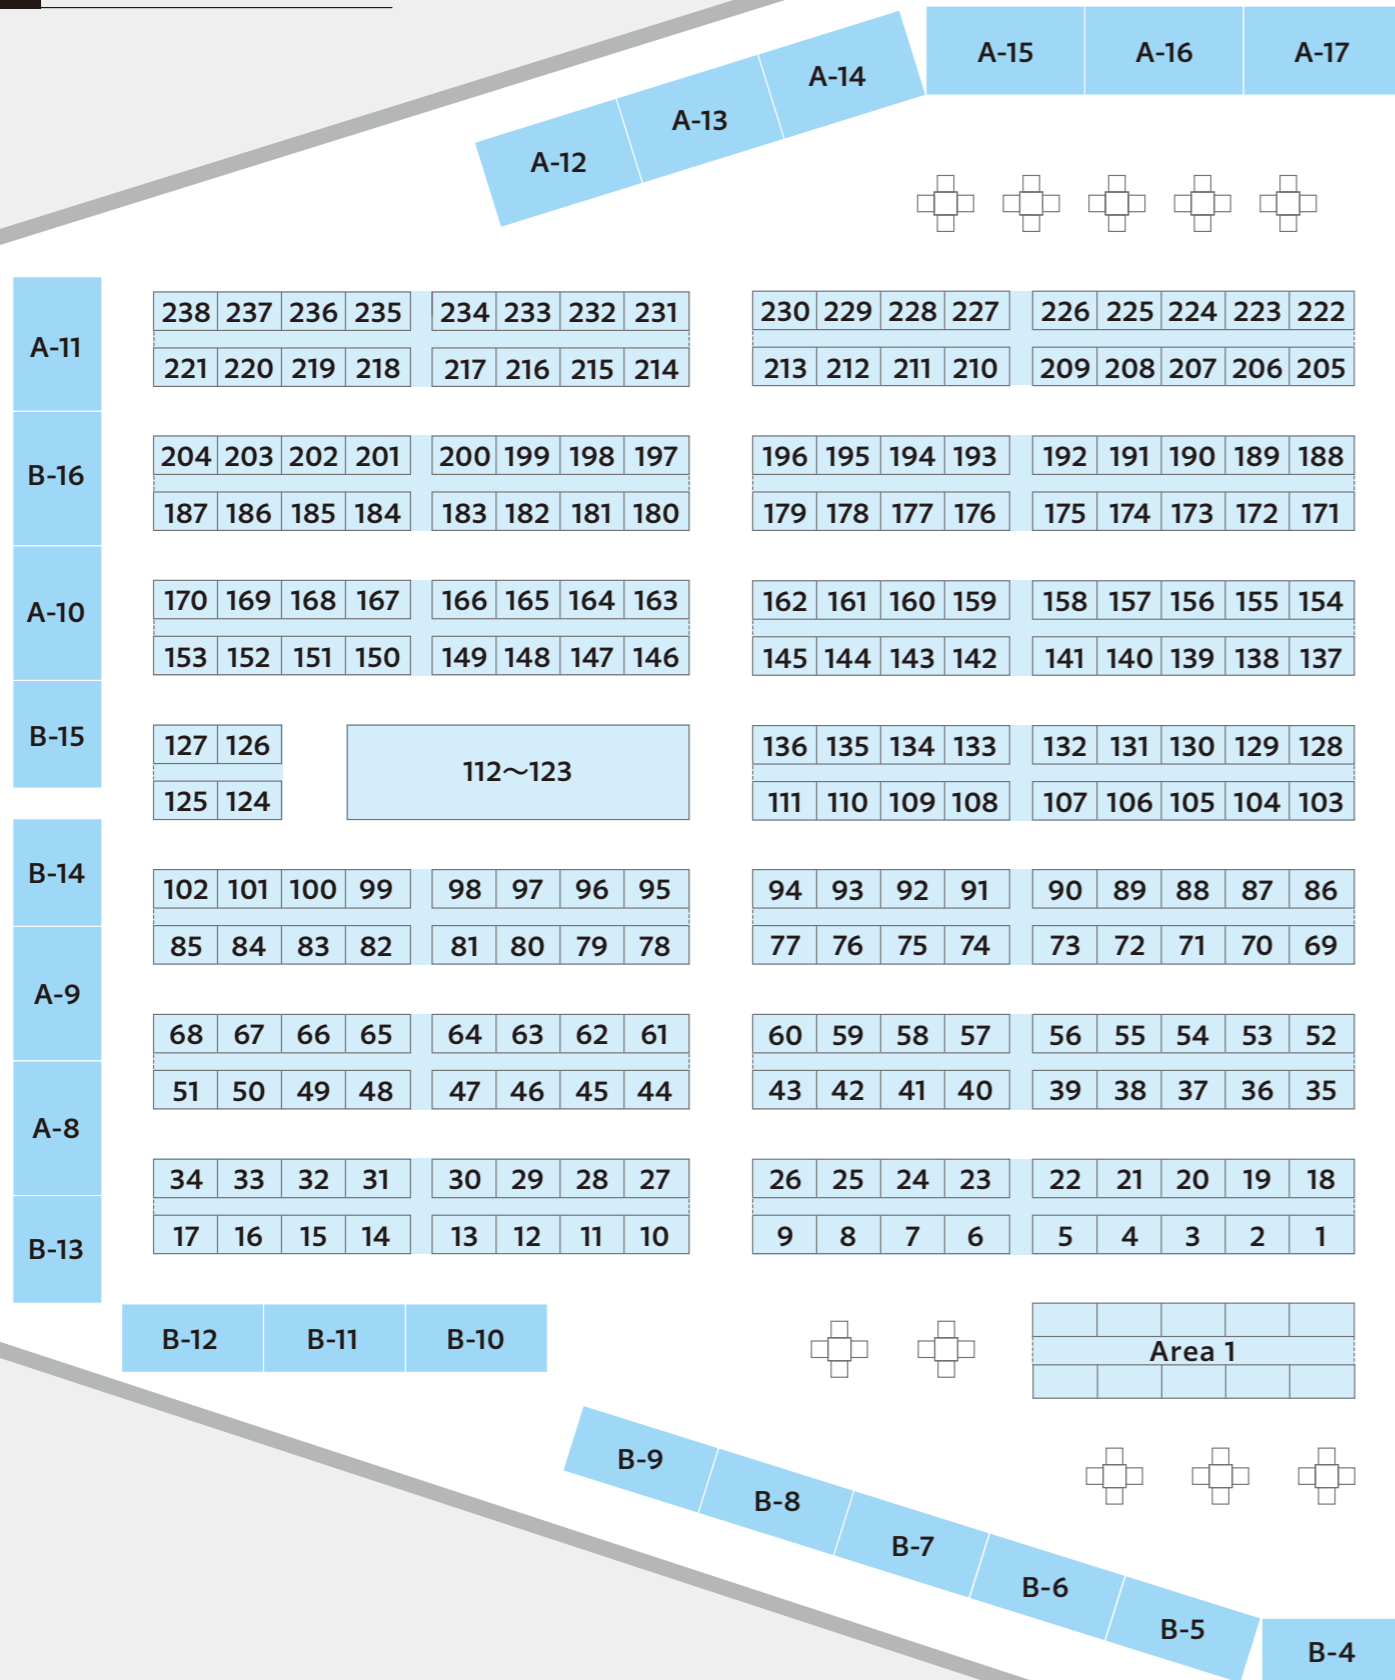 A-15 A-16 A-17
A-14
A-13
A-12
A-11
238 237 236 235 234 233 232 231 230 229 228 227 226 225 224 223 222
221 220 219 218 217 216 215 214 213 212 211 210 209 208 207 206 205
B-16
204 203 202 201 200 199 198 197 196 195 194 193 192 191 190 189 188
187 186 185 184 183 182 181 180 179 178 177 176 175 174 173 172 171
A-10
170 169 168 167 166 165 164 163 162 161 160 159 158 157 156 155 154
153 152 151 150 149 148 147 146 145 144 143 142 141 140 139 138 137
B-15
127 126 136 135 134 133 132 131 130 129 128
112〜123
125 124 111 110 109 108 107 106 105 104 103
B-14
102 101 100 99 98 97 96 95 94 93 92 91 90 89 88 87 86
85 84 83 82 81 80 79 78 77 76 75 74 73 72 71 70 69
A-9
68 67 66 65 64 63 62 61 60 59 58 57 56 55 54 53 52
51 50 49 48 47 46 45 44 43 42 41 40 39 38 37 36 35
A-8
34 33 32 31 30 29 28 27 26 25 24 23 22 21 20 19 18
17 16 15 14 13 12 11 10 9 8 7 6 5 4 3 2 1
B-13
B-12 B-11 B-10
Area 1
B-9
B-8
B-7
B-6
B-5
B-4